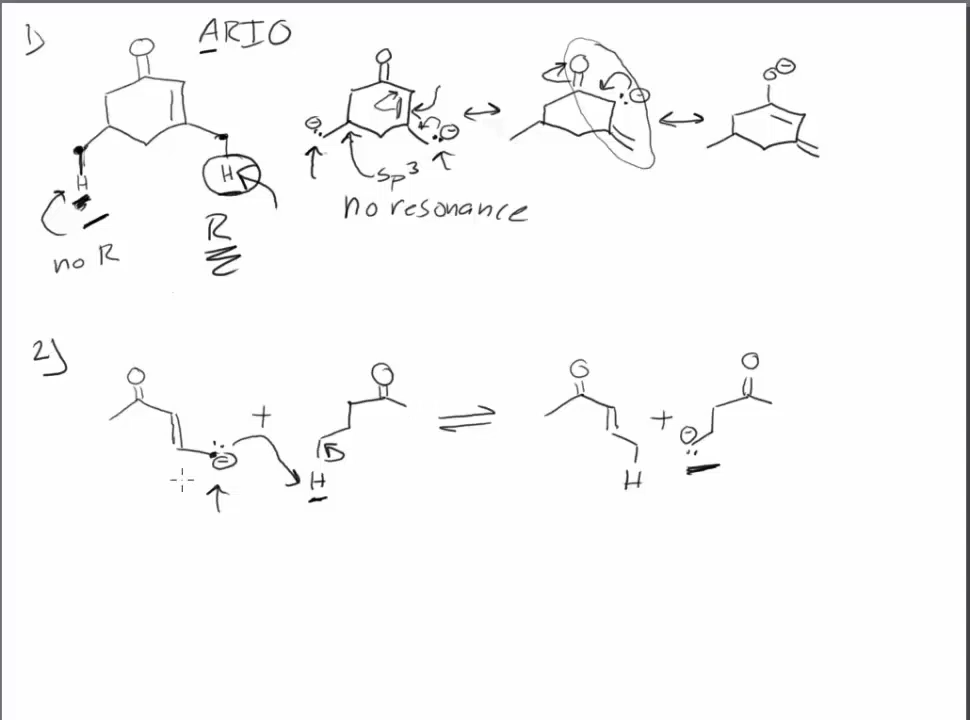 1) ARIO
O
O
O
O ⊖
⊖ ⊖ ⊖
H H
sp³
no resonance
R
no R
2)
O O O O
+ +
⊖ ⊖
H H